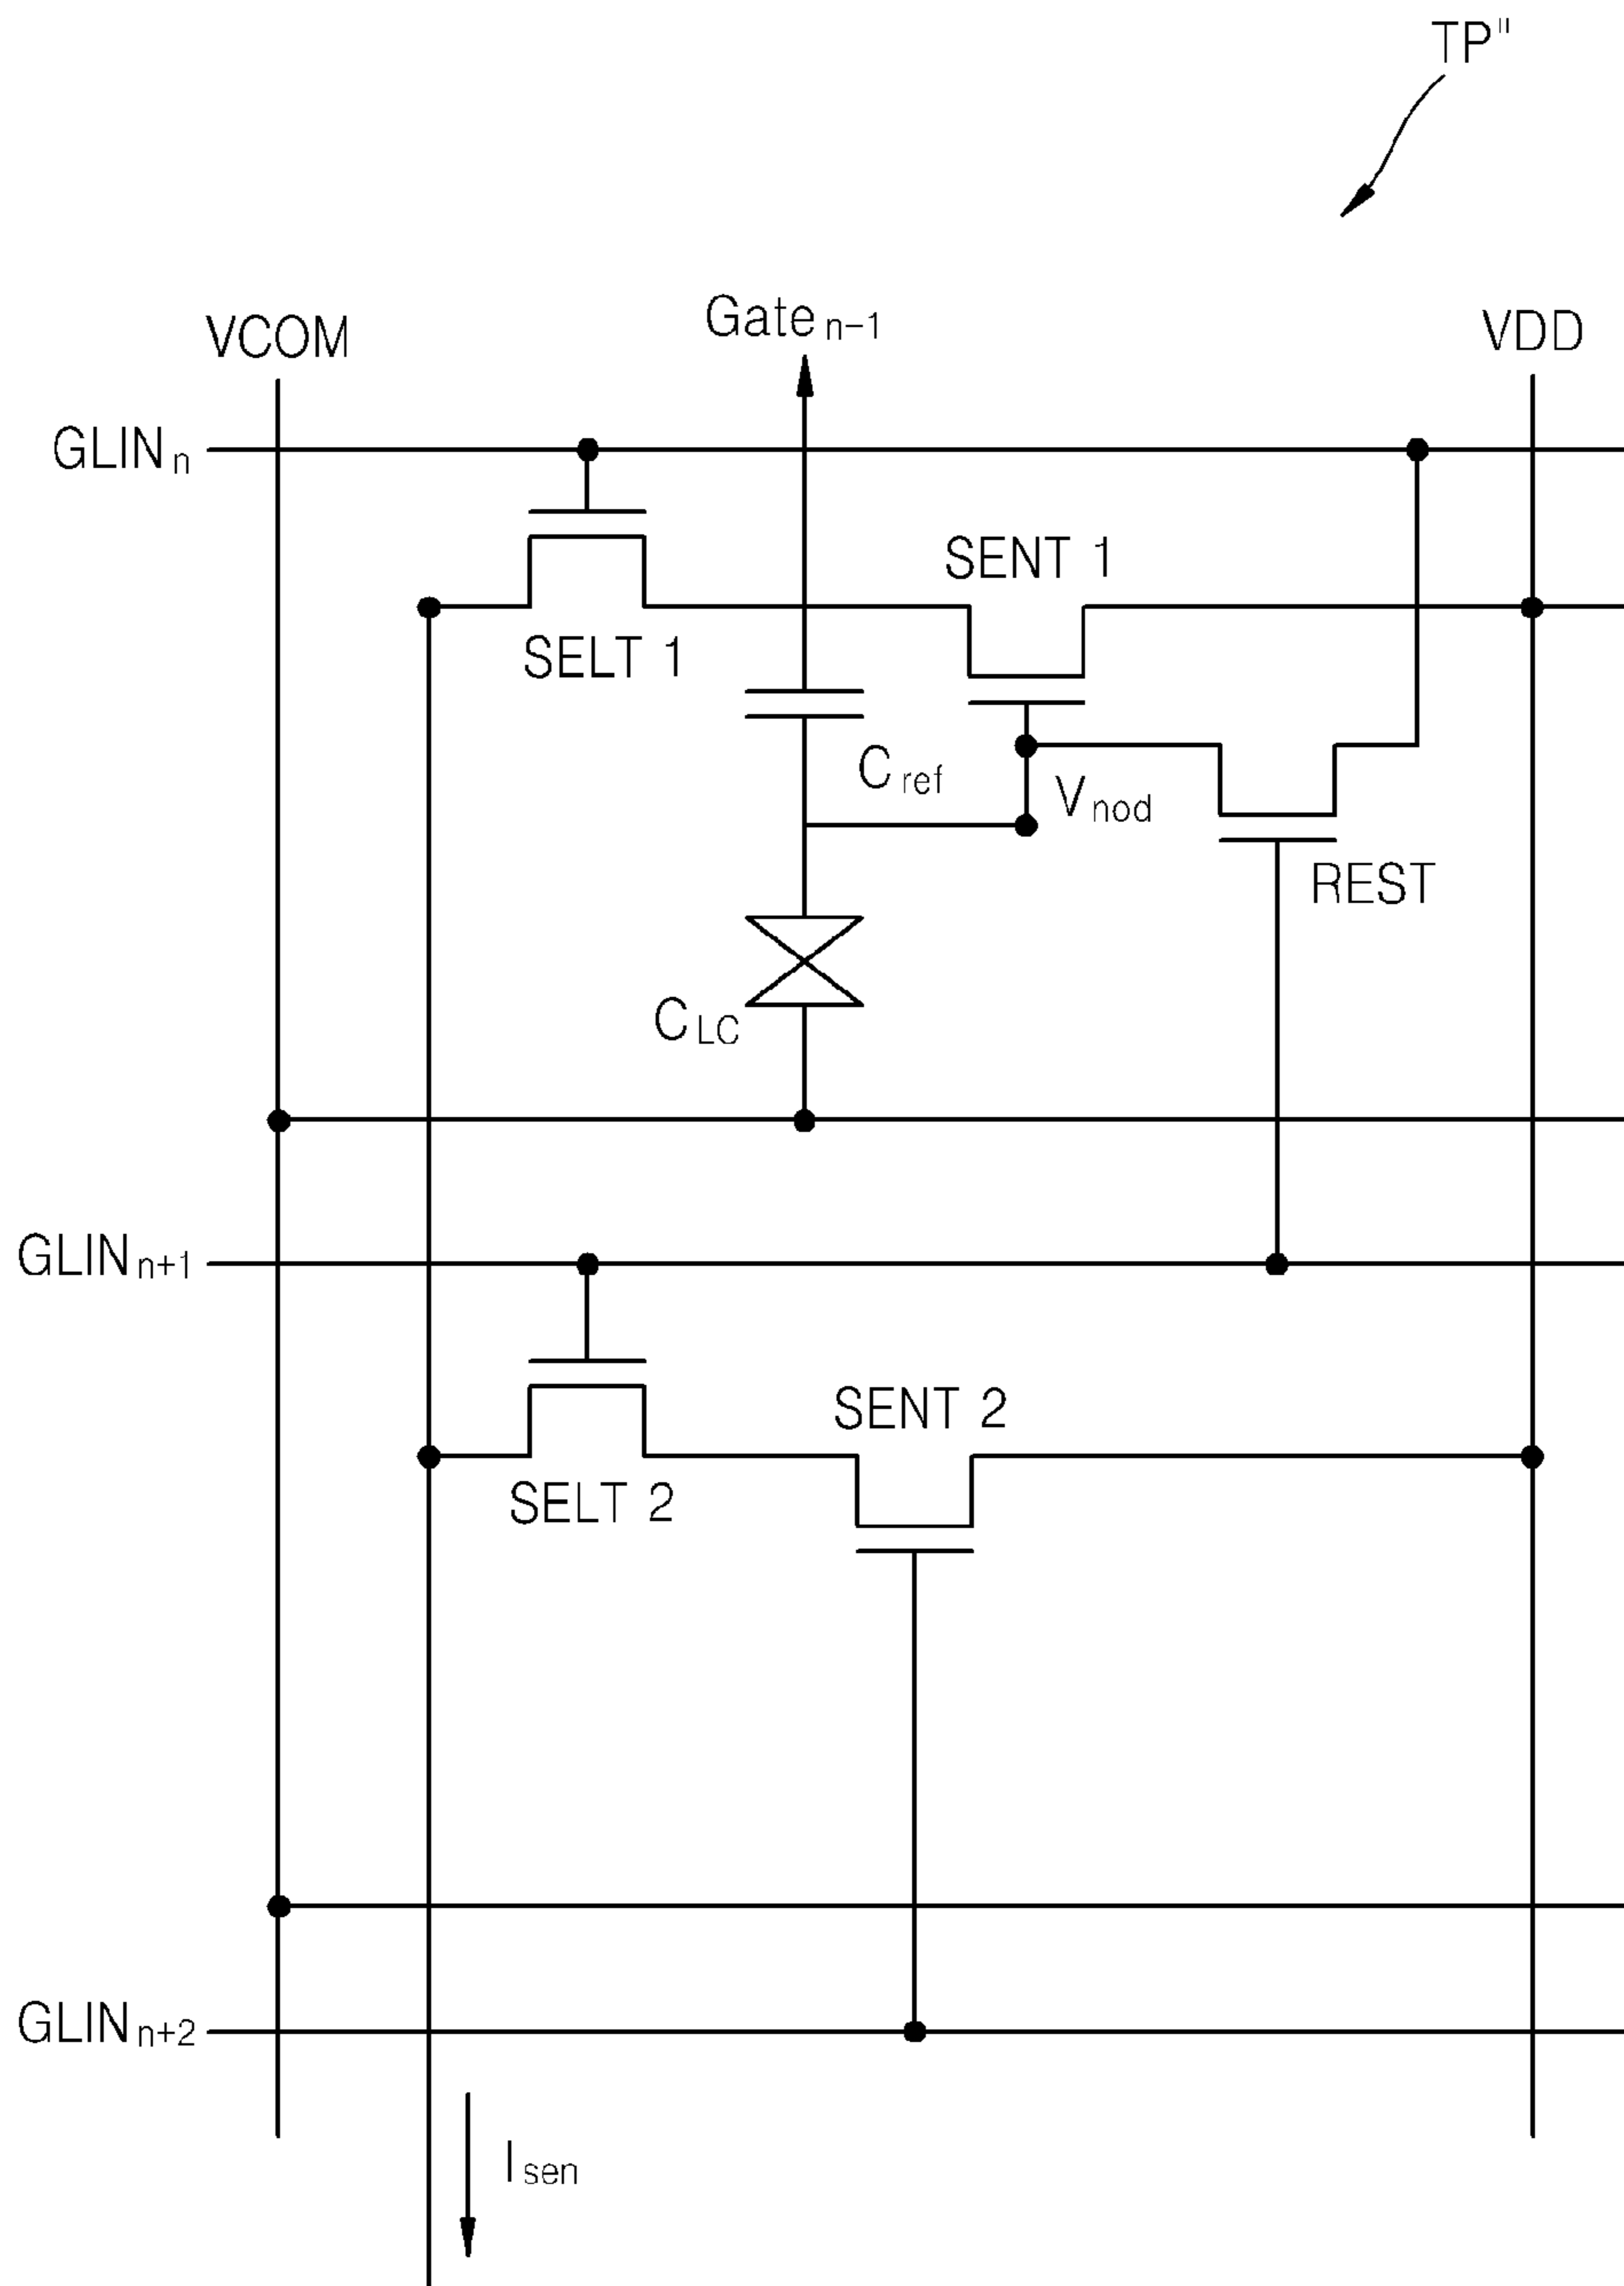 TP"
VCOM
Gate n-1
VDD
GLIN n
SENT 1
SELT 1
C ref
V nod
REST
C LC
GLIN n+1
SENT 2
SELT 2
GLIN n+2
I sen